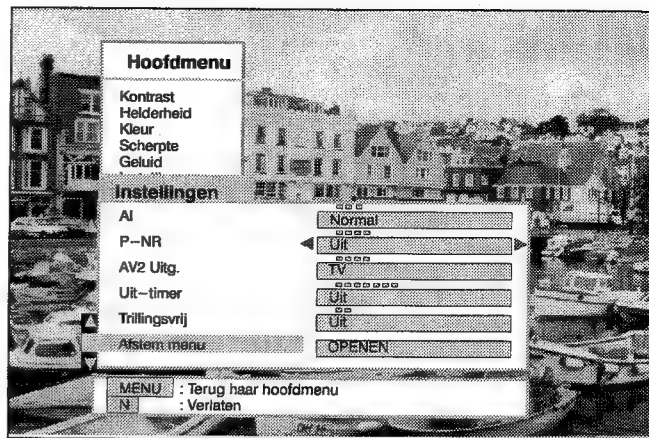 Hoofdmenu
Kontrast
Helderheid
Kleur
Scherpte
Geluid
Instellingen
AI Normal
P-NR Uit
AV2 Uitg. TV
Uit-timer Uit
Trillingsvrij Uit
Afstem menu OPENEN
MENU : Terug haar hoofdmenu
N : Verlaten